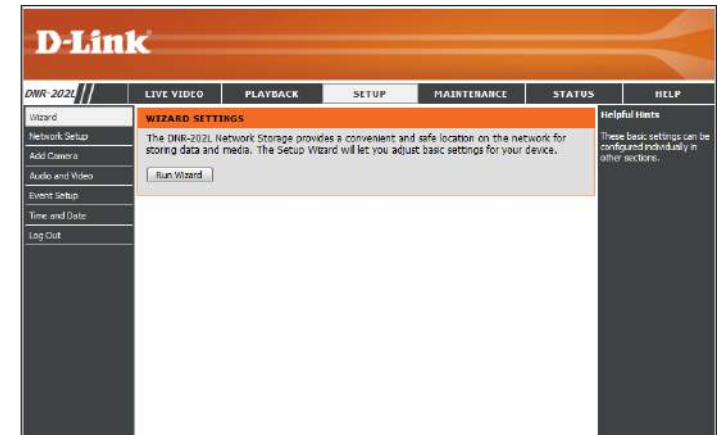 D-Link
DNR-202L
LIVE VIDEO
PLAYBACK
SETUP
MAINTENANCE
STATUS
HELP
Wizard
Network Setup
Add Camera
Audio and Video
Event Setup
Time and Date
Log Out
WIZARD SETTINGS
The DNR-202L Network Storage provides a convenient and safe location on the network for
storing data and media. The Setup Wizard will let you adjust basic settings for your device.
Run Wizard
Helpful Hints
These basic settings can be
configured individually in
other sections.